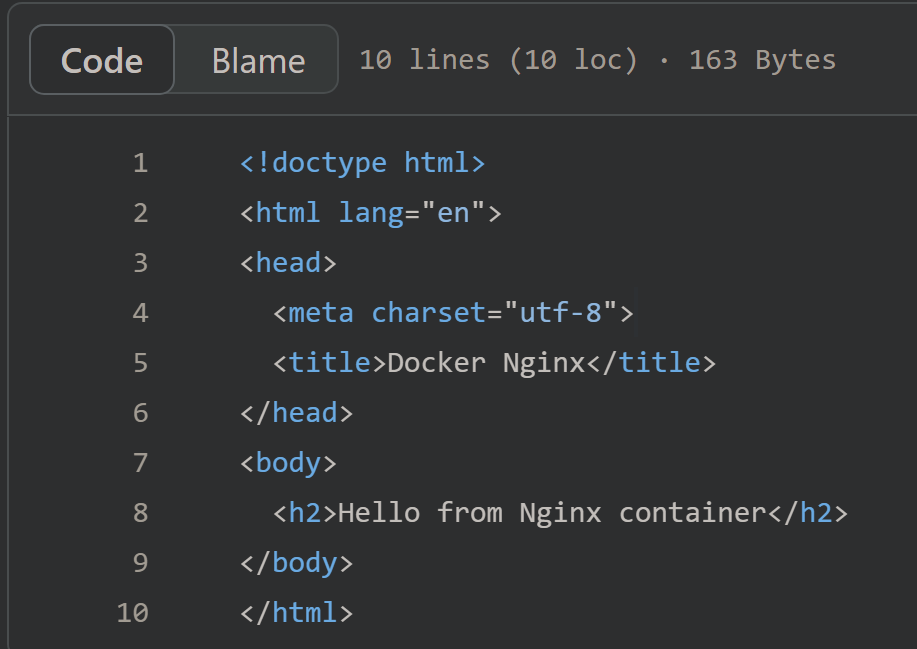 Code Blame 10 lines (10 loc) · 163 Bytes
1 <!doctype html>
2 <html lang="en">
3 <head>
4   <meta charset="utf-8">
5   <title>Docker Nginx</title>
6 </head>
7 <body>
8   <h2>Hello from Nginx container</h2>
9 </body>
10 </html>